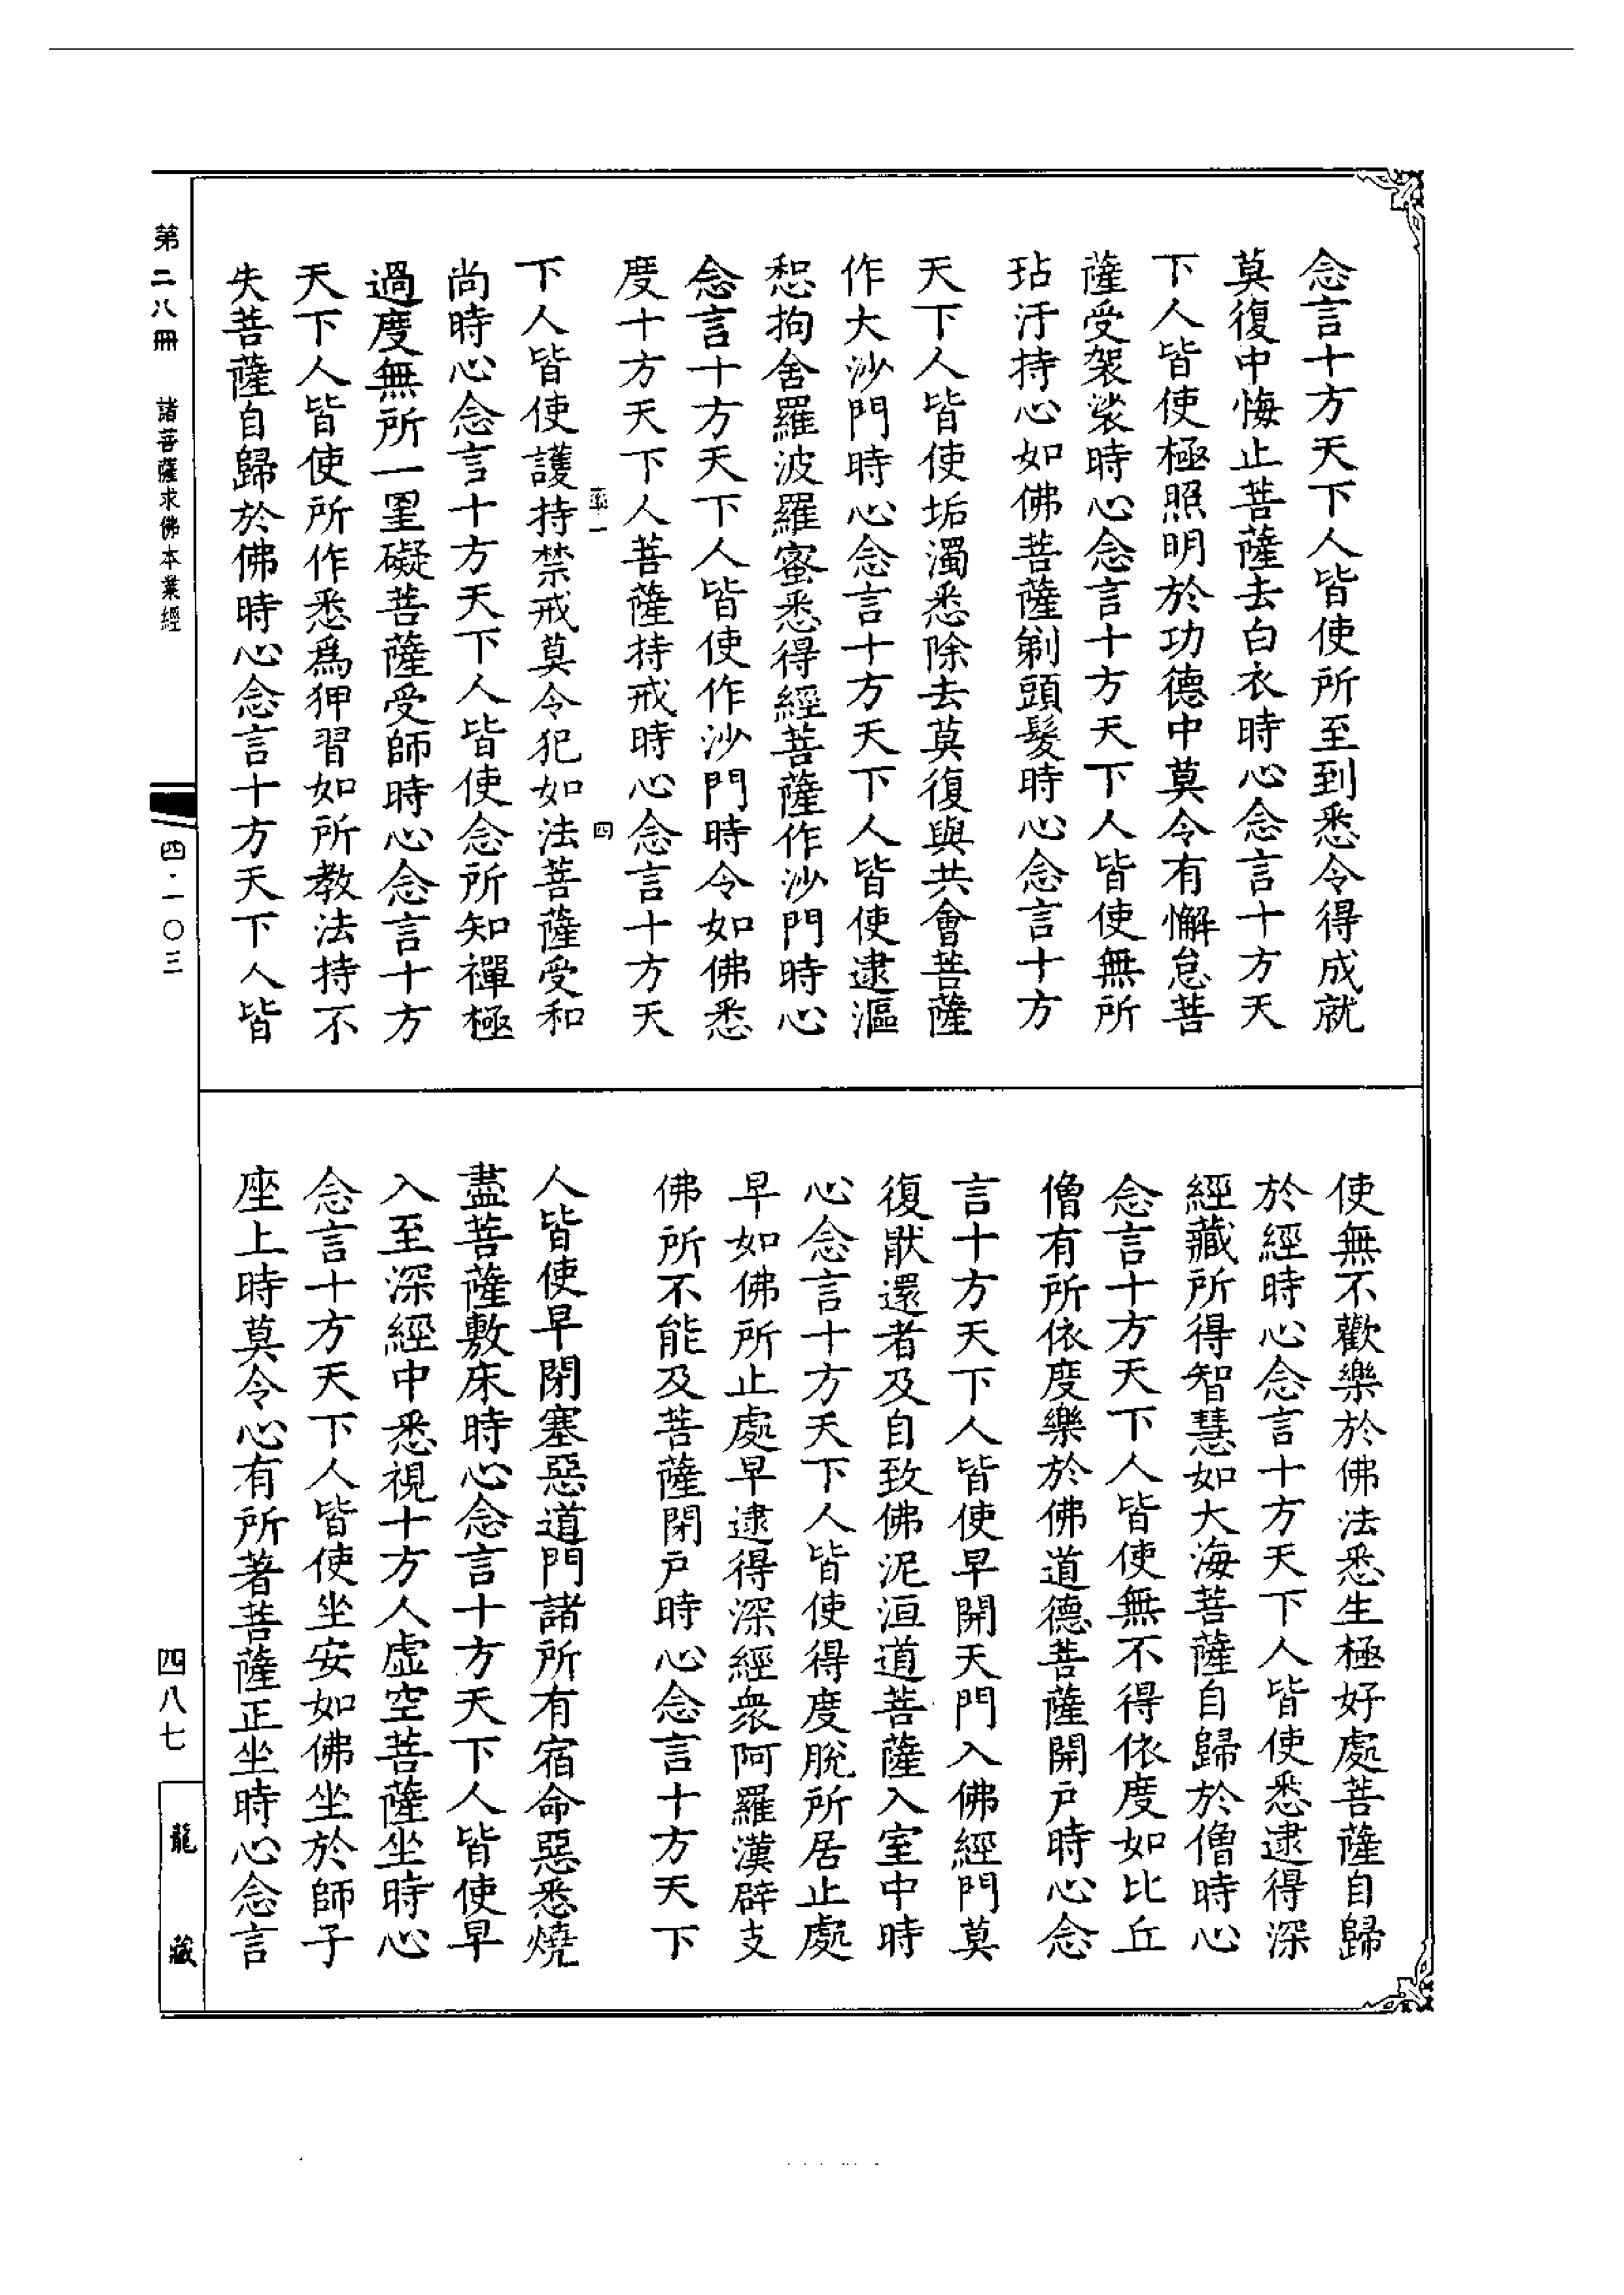 念言十方天下人皆使所至到悉令得成就
莫復中悔止菩薩去白衣時心念言十方天
下人皆使極照明於功德中莫令有懈怠菩
薩受袈裟時心念言十方天下人皆使無所
玷汙持心如佛菩薩剃頭髮時心念言十方
天下人皆使垢濁悉除去莫復與共會菩薩
作大沙門時心念言十方天下人皆使逮漚
惒拘舍羅波羅蜜悉得經菩薩作沙門時心
念言十方天下人皆使作沙門時令如佛悉
度十方天下人菩薩持戒時心念言十方天
率一
四
下人皆使護持禁戒莫令犯如法菩薩受和
尚時心念言十方天下人皆使念所知禪極
過度無所一罣礙菩薩受師時心念言十方
天下人皆使所作悉爲狎習如所教法持不
失菩薩自歸於佛時心念言十方天下人皆
使無不歡樂於佛法悉生極好處菩薩自歸
於經時心念言十方天下人皆使悉逮得深
經藏所得智慧如大海菩薩自歸於僧時心
念言十方天下人皆使無不得依度如比丘
僧有所依度樂於佛道德菩薩開戶時心念
言十方天下人皆使早開天門入佛經門莫
復猒還者及自致佛泥洹道菩薩入室中時
心念言十方天下人皆使得度脫所居止處
早如佛所止處早逮得深經衆阿羅漢辟支
佛所不能及菩薩閉戶時心念言十方天下
人皆使早閉塞惡道門諸所有宿命惡悉燒
盡菩薩敷床時心念言十方天下人皆使早
入至深經中悉視十方人虛空菩薩坐時心
念言十方天下人皆使坐安如佛坐於師子
座上時莫令心有所著菩薩正坐時心念言
第二八冊 諸菩薩求佛本業經
四·一〇三
四八七
龍藏